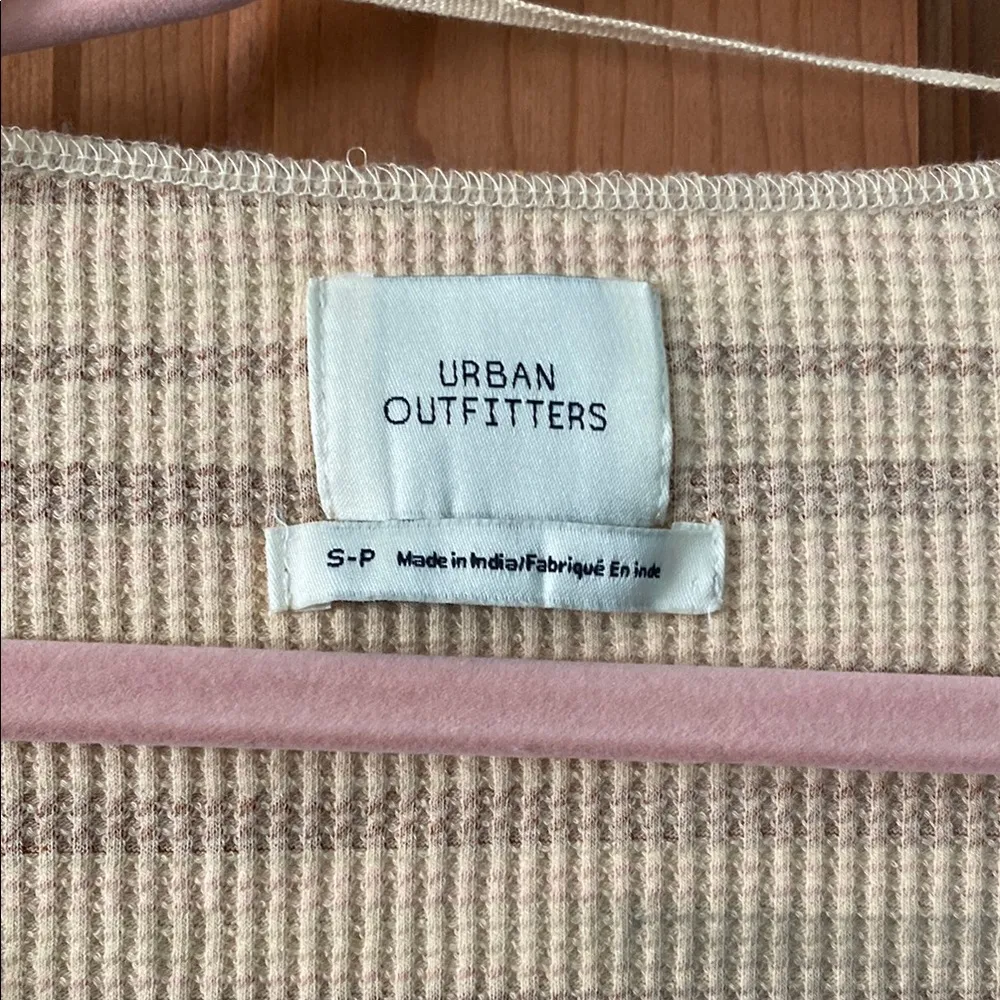 URBAN
OUTFITTERS
S-P Made in India/Fabriqué En inde